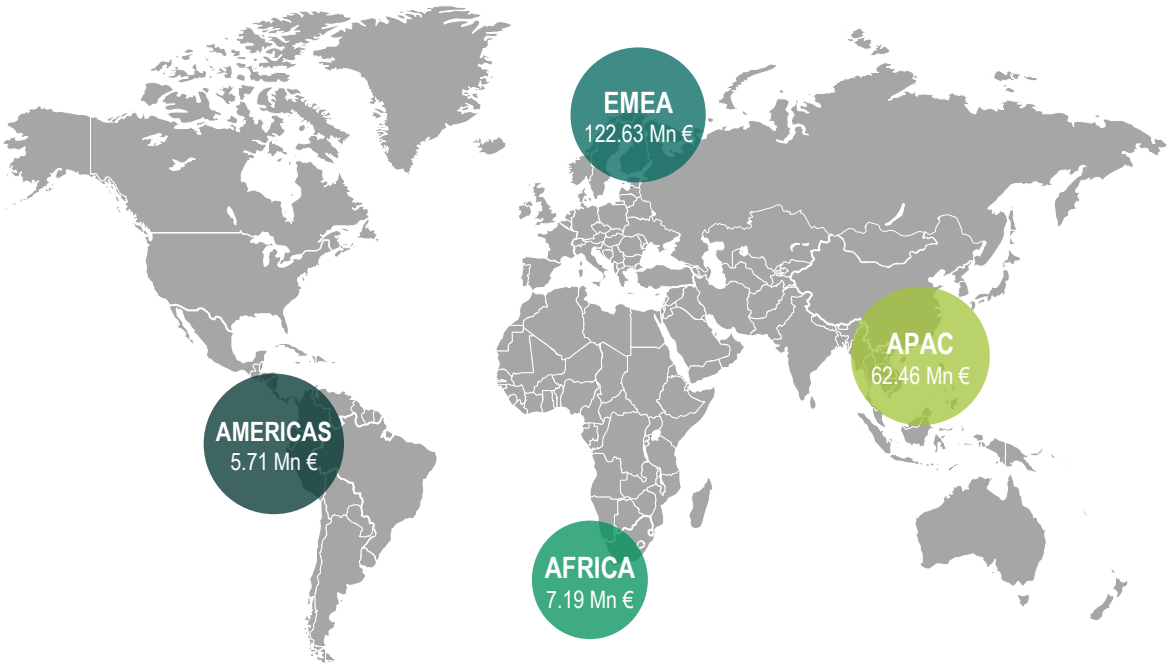 EMEA
122.63 Mn €
APAC
62.46 Mn €
AMERICAS
5.71 Mn €
AFRICA
7.19 Mn €